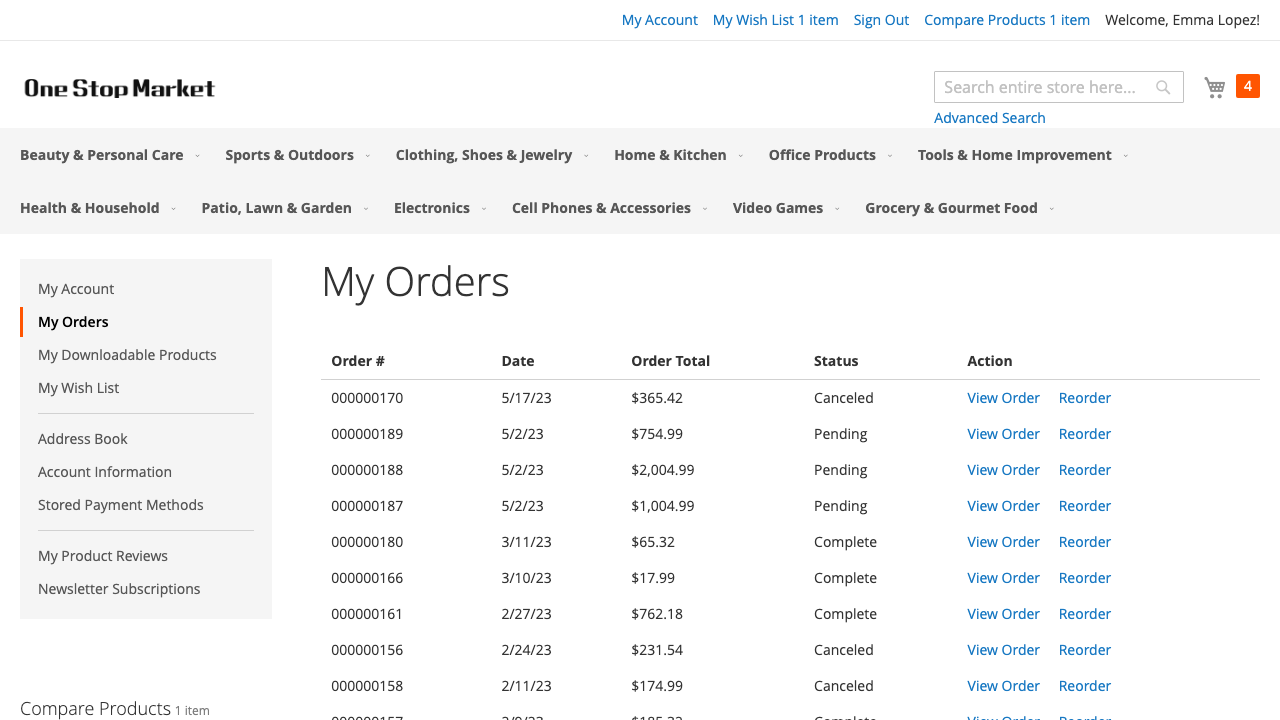 My Account My Wish List 1 item Sign Out Compare Products 1 item Welcome, Emma Lopez!
One Stop Market
Search entire store here...
4
Advanced Search
Beauty & Personal Care Sports & Outdoors Clothing, Shoes & Jewelry Home & Kitchen Office Products Tools & Home Improvement
Health & Household Patio, Lawn & Garden Electronics Cell Phones & Accessories Video Games Grocery & Gourmet Food
My Account
My Orders
My Downloadable Products
My Wish List
Address Book
Account Information
Stored Payment Methods
My Product Reviews
Newsletter Subscriptions
Compare Products 1 item
My Orders
Order # Date Order Total Status Action
000000170 5/17/23 $365.42 Canceled View Order Reorder
000000189 5/2/23 $754.99 Pending View Order Reorder
000000188 5/2/23 $2,004.99 Pending View Order Reorder
000000187 5/2/23 $1,004.99 Pending View Order Reorder
000000180 3/11/23 $65.32 Complete View Order Reorder
000000166 3/10/23 $17.99 Complete View Order Reorder
000000161 2/27/23 $762.18 Complete View Order Reorder
000000156 2/24/23 $231.54 Canceled View Order Reorder
000000158 2/11/23 $174.99 Canceled View Order Reorder